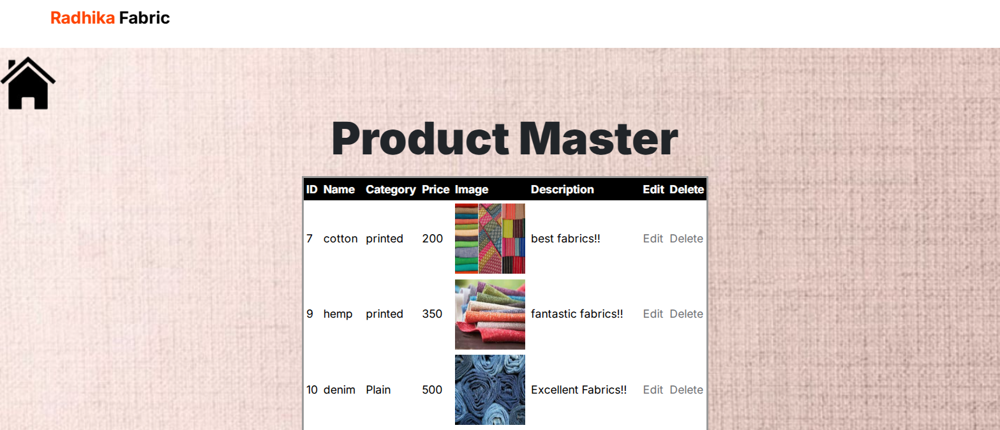 Radhika Fabric
Product Master
ID Name Category Price Image Description Edit Delete
7 cotton printed 200 best fabrics!! Edit Delete
9 hemp printed 350 fantastic fabrics!! Edit Delete
10 denim Plain 500 Excellent Fabrics!! Edit Delete